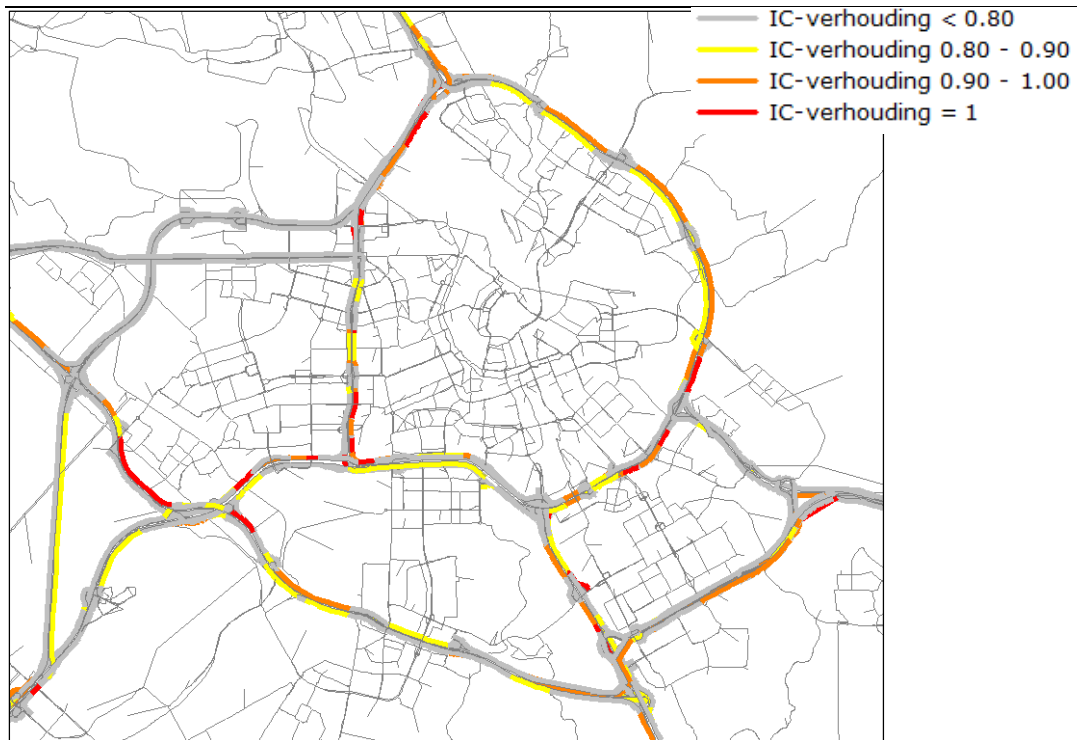 IC-verhouding < 0.80
IC-verhouding 0.80 - 0.90
IC-verhouding 0.90 - 1.00
IC-verhouding = 1